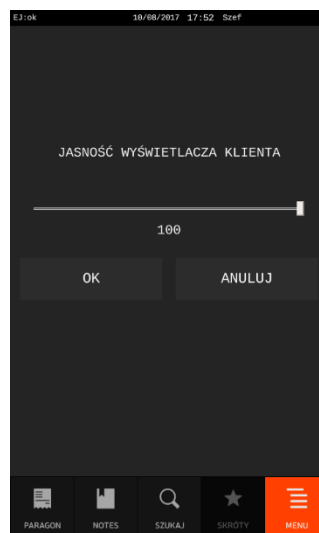 EJ:ok 10/08/2017 17:52 Szef
JASNOŚĆ WYŚWIETLACZA KLIENTA
100
OK ANULUJ
PARAGON NOTES SZUKAJ SKRÓTY MENU